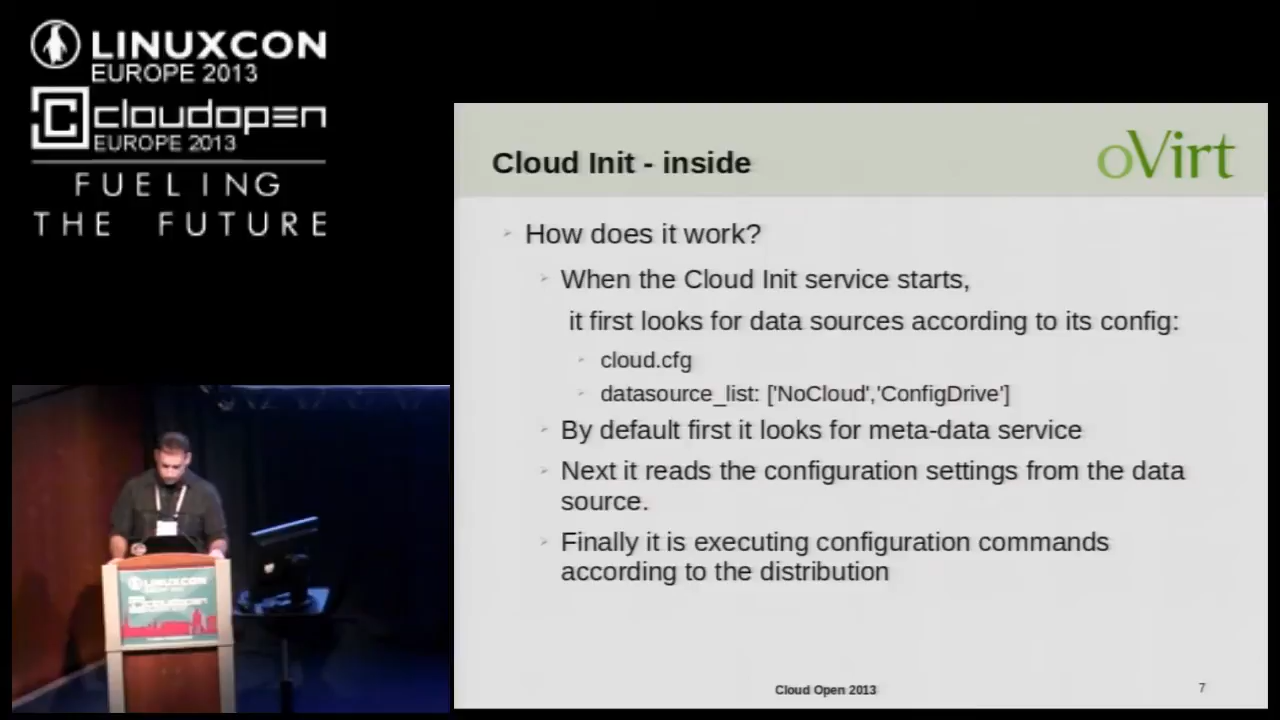 LINUXCON
EUROPE 2013
cloudopen
EUROPE 2013
FUELING
THE FUTURE
Cloud Init - inside
oVirt
How does it work?
When the Cloud Init service starts,
it first looks for data sources according to its config:
cloud.cfg
datasource_list: ['NoCloud','ConfigDrive']
By default first it looks for meta-data service
Next it reads the configuration settings from the data
source.
Finally it is executing configuration commands
according to the distribution
Cloud Open 2013
7
LINUXCON
cloudopen